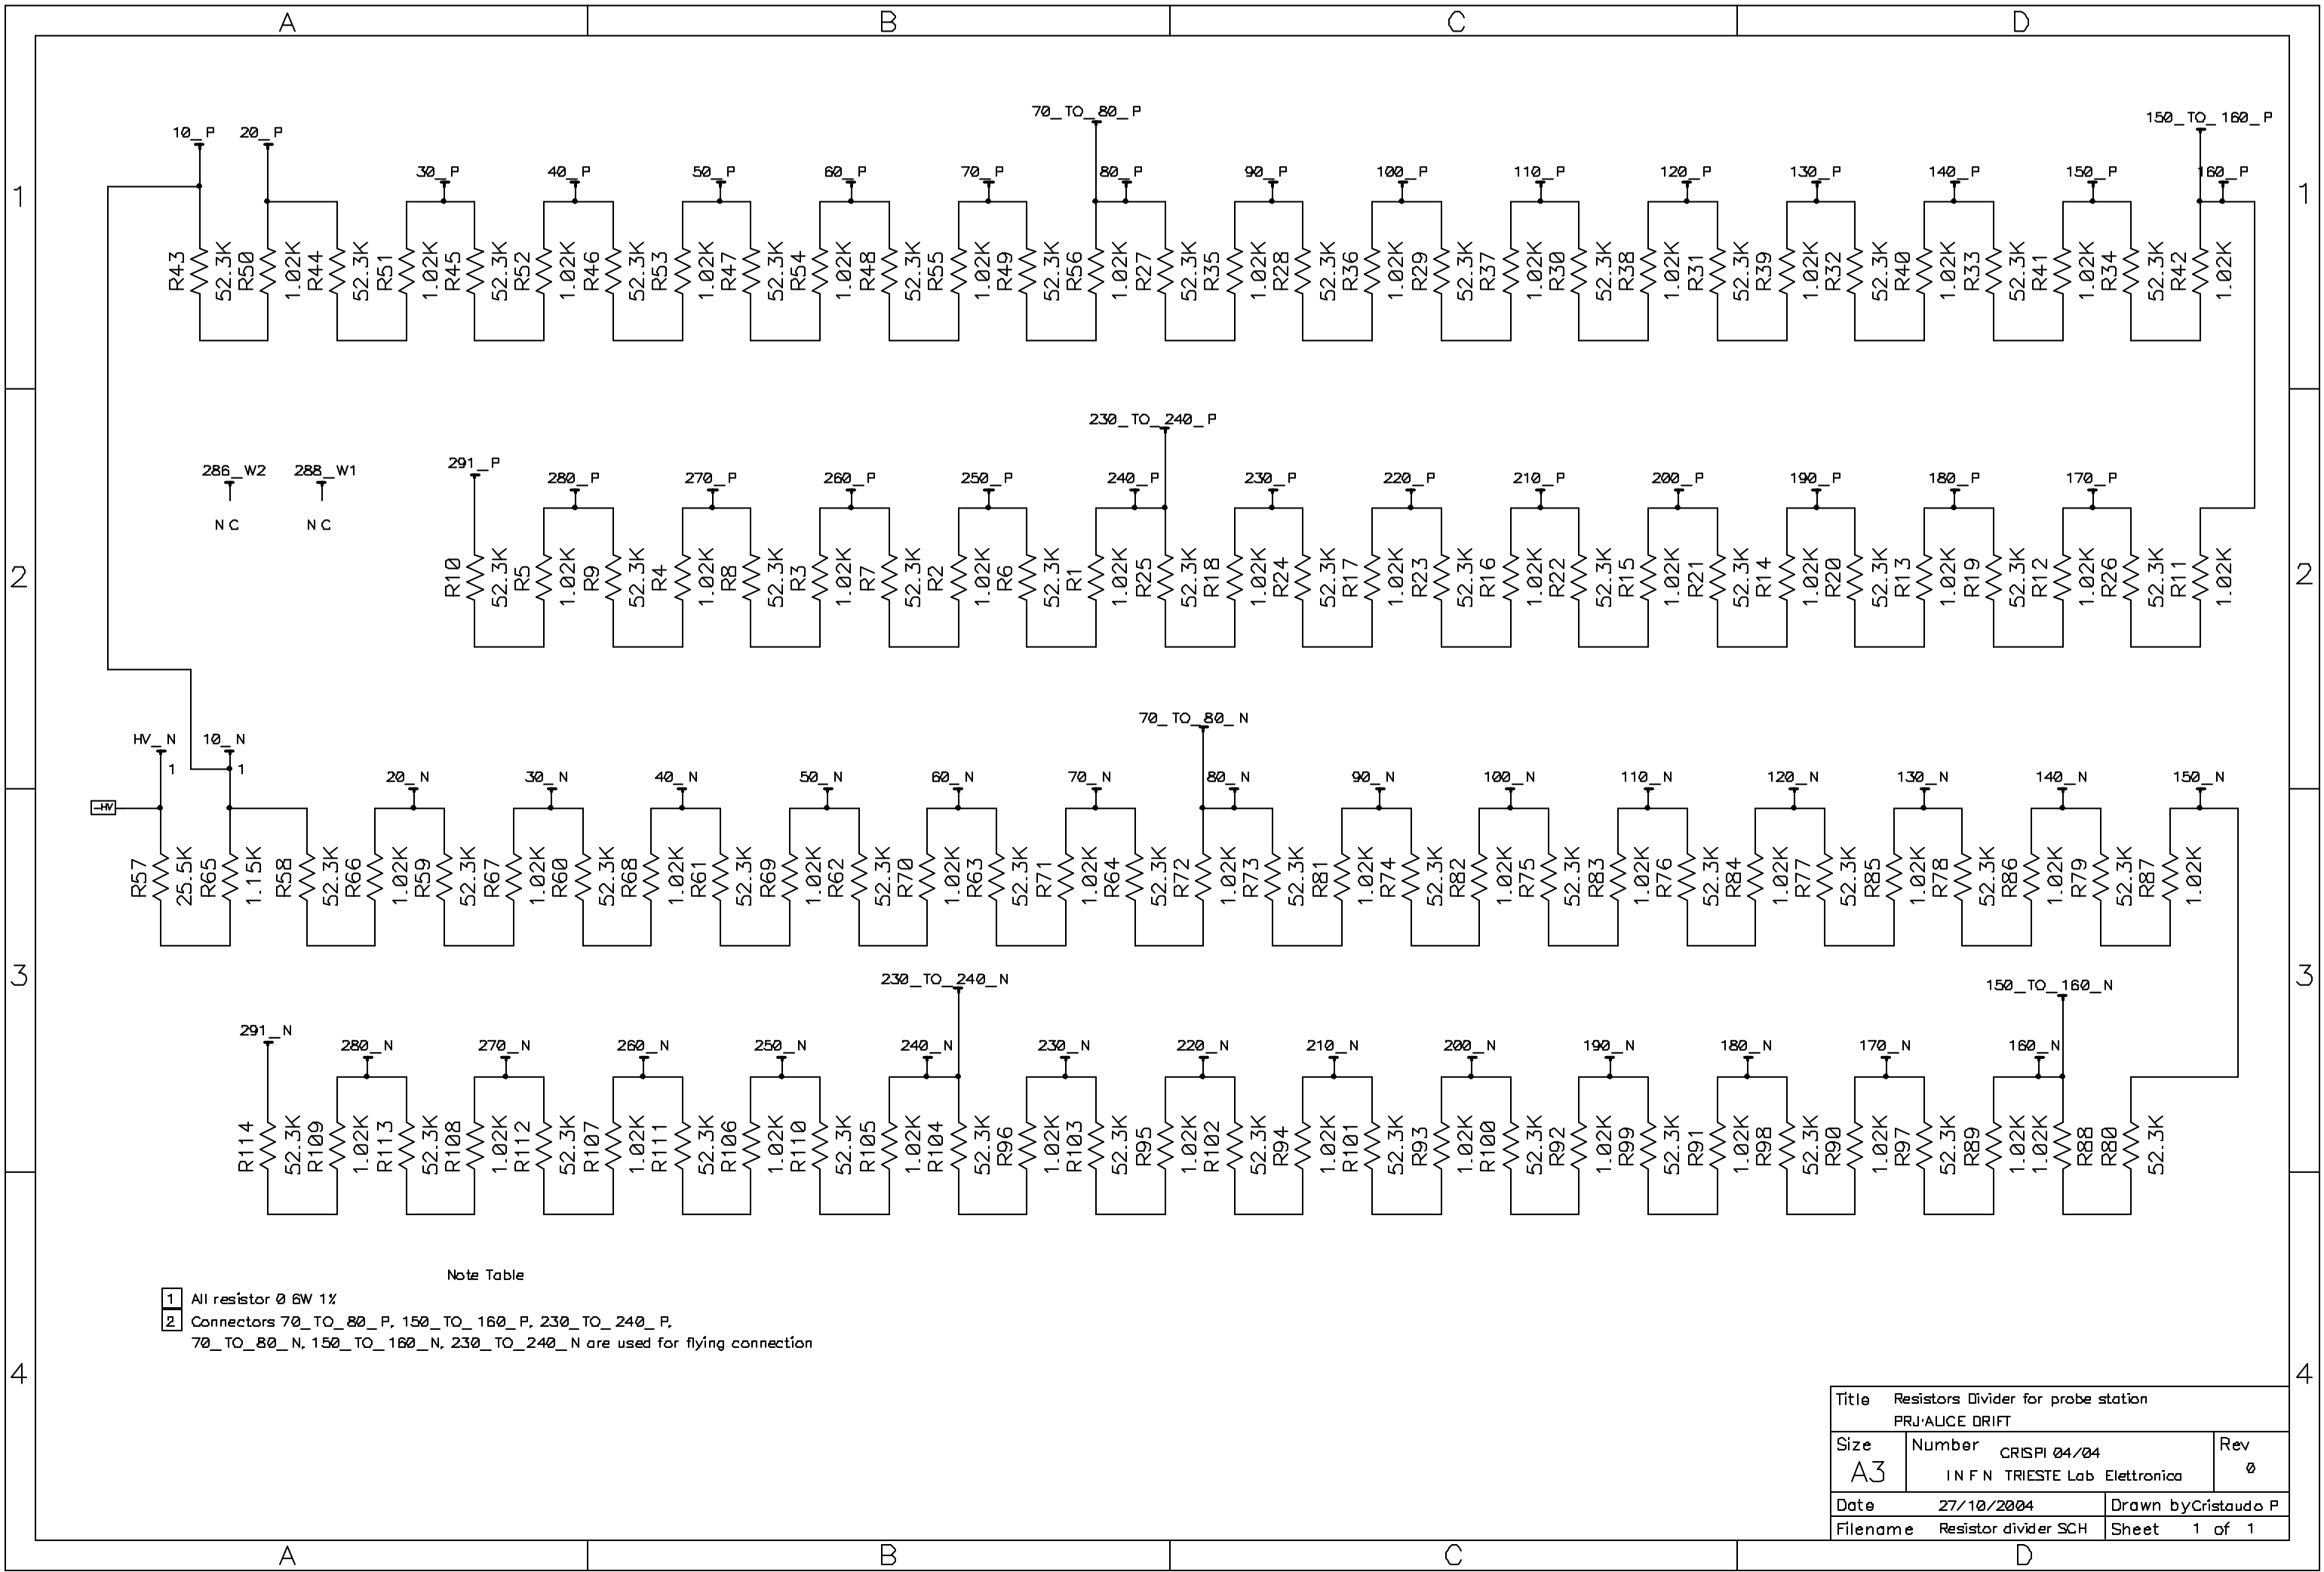 A B C D
70_TO_80_P
150_TO_160_P
10_P 20_P
30_P 40_P 50_P 60_P 70_P 80_P 90_P 100_P 110_P 120_P 130_P 140_P 150_P 160_P
1 1
R43 52.3K R50 1.02K R44 52.3K R51 1.02K R45 52.3K R52 1.02K R46 52.3K R53 1.02K R47 52.3K R54 1.02K R48 52.3K R55 1.02K R49 52.3K R56 1.02K R27 52.3K R35 1.02K R28 52.3K R36 1.02K R29 52.3K R37 1.02K R30 52.3K R38 1.02K R31 52.3K R39 1.02K R32 52.3K R40 1.02K R33 52.3K R41 1.02K R34 52.3K R42 1.02K
230_TO_240_P
286_W2 288_W1 291_P
280_P 270_P 260_P 250_P 240_P 230_P 220_P 210_P 200_P 190_P 180_P 170_P
N C N C
2 2
R10 52.3K R5 1.02K R9 52.3K R4 1.02K R8 52.3K R3 1.02K R7 52.3K R2 1.02K R6 52.3K R1 1.02K R25 52.3K R18 1.02K R24 52.3K R17 1.02K R23 52.3K R16 1.02K R22 52.3K R15 1.02K R21 52.3K R14 1.02K R20 52.3K R13 1.02K R19 52.3K R12 1.02K R26 52.3K R11 1.02K
70_TO_80_N
HV_N 10_N
1 1
20_N 30_N 40_N 50_N 60_N 70_N 80_N 90_N 100_N 110_N 120_N 130_N 140_N 150_N
-HV
R57 25.5K R65 1.15K R58 52.3K R66 1.02K R59 52.3K R67 1.02K R60 52.3K R68 1.02K R61 52.3K R69 1.02K R62 52.3K R70 1.02K R63 52.3K R71 1.02K R64 52.3K R72 1.02K R73 52.3K R81 1.02K R74 52.3K R82 1.02K R75 52.3K R83 1.02K R76 52.3K R84 1.02K R77 52.3K R85 1.02K R78 52.3K R86 1.02K R79 52.3K R87 1.02K
3 3
230_TO_240_N
150_TO_160_N
291_N
280_N 270_N 260_N 250_N 240_N 230_N 220_N 210_N 200_N 190_N 180_N 170_N 160_N
R114 52.3K R109 1.02K R113 52.3K R108 1.02K R112 52.3K R107 1.02K R111 52.3K R106 1.02K R110 52.3K R105 1.02K R104 52.3K R96 1.02K R103 52.3K R95 1.02K R102 52.3K R94 1.02K R101 52.3K R93 1.02K R100 52.3K R92 1.02K R99 52.3K R91 1.02K R98 52.3K R90 1.02K R97 52.3K R89 1.02K 1.02K R88 R80 52.3K
Note Table
1 All resistor 0 6W 1%
2 Connectors 70_TO_80_P, 150_TO_160_P, 230_TO_240_P,
70_TO_80_N, 150_TO_160_N, 230_TO_240_N are used for flying connection
4 4
Title Resistors Divider for probe station
PRJ·ALICE DRIFT
Size Number CRISPI 04/04 Rev
A3 I N F N TRIESTE Lab Elettronica 0
Date 27/10/2004 Drawn by Cristaudo P
Filename Resistor divider SCH Sheet 1 of 1
A B C D